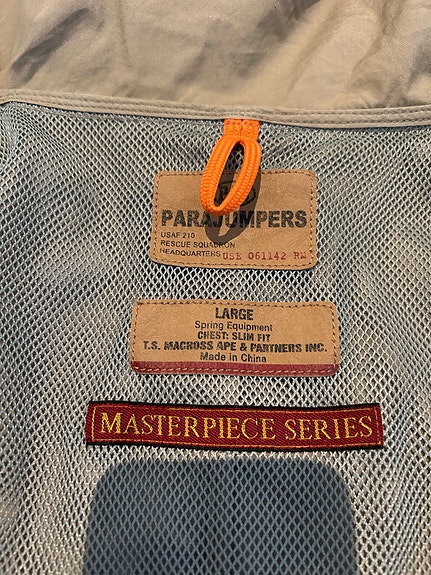 PARAJUMPERS
USAF 210
RESCUE SQUADRON
HEADQUARTERS USE 061142 RM
LARGE
Spring Equipment
CHEST: SLIM FIT
T.S. MACROSS APE & PARTNERS INC.
Made in China
MASTERPIECE SERIES